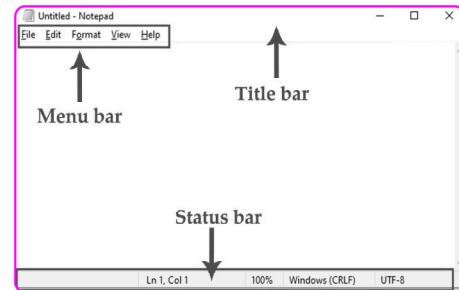 Untitled - Notepad
File Edit Format View Help
Title bar
Menu bar
Status bar
Ln 1, Col 1 100% Windows (CRLF) UTF-8